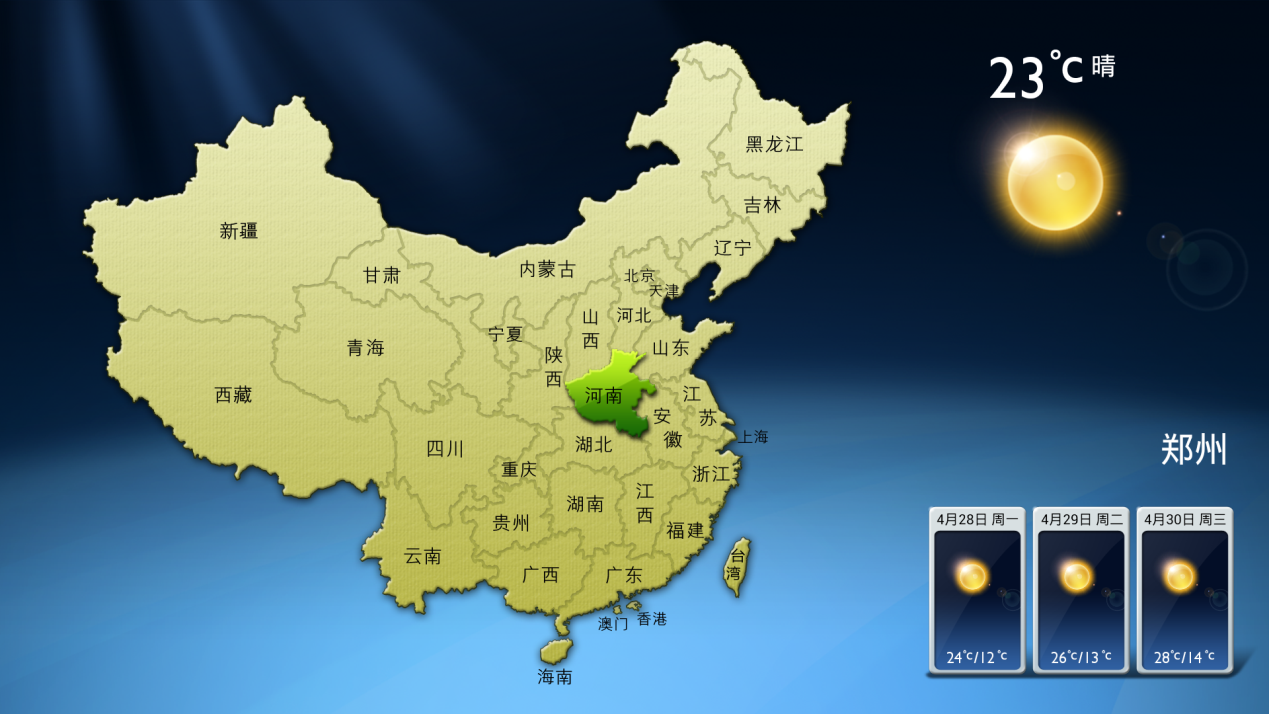 23℃ 晴
黑龙江
吉林
辽宁
新疆
甘肃
内蒙古
北京
天津
河北
山西
宁夏
青海
陕西
山东
西藏
河南
江苏
安徽
上海
四川
湖北
重庆
浙江
湖南
江西
贵州
福建
云南
广西
广东
台湾
澳门
香港
海南
郑州
4月28日 周一
24℃/12℃
4月29日 周二
26℃/13℃
4月30日 周三
28℃/14℃